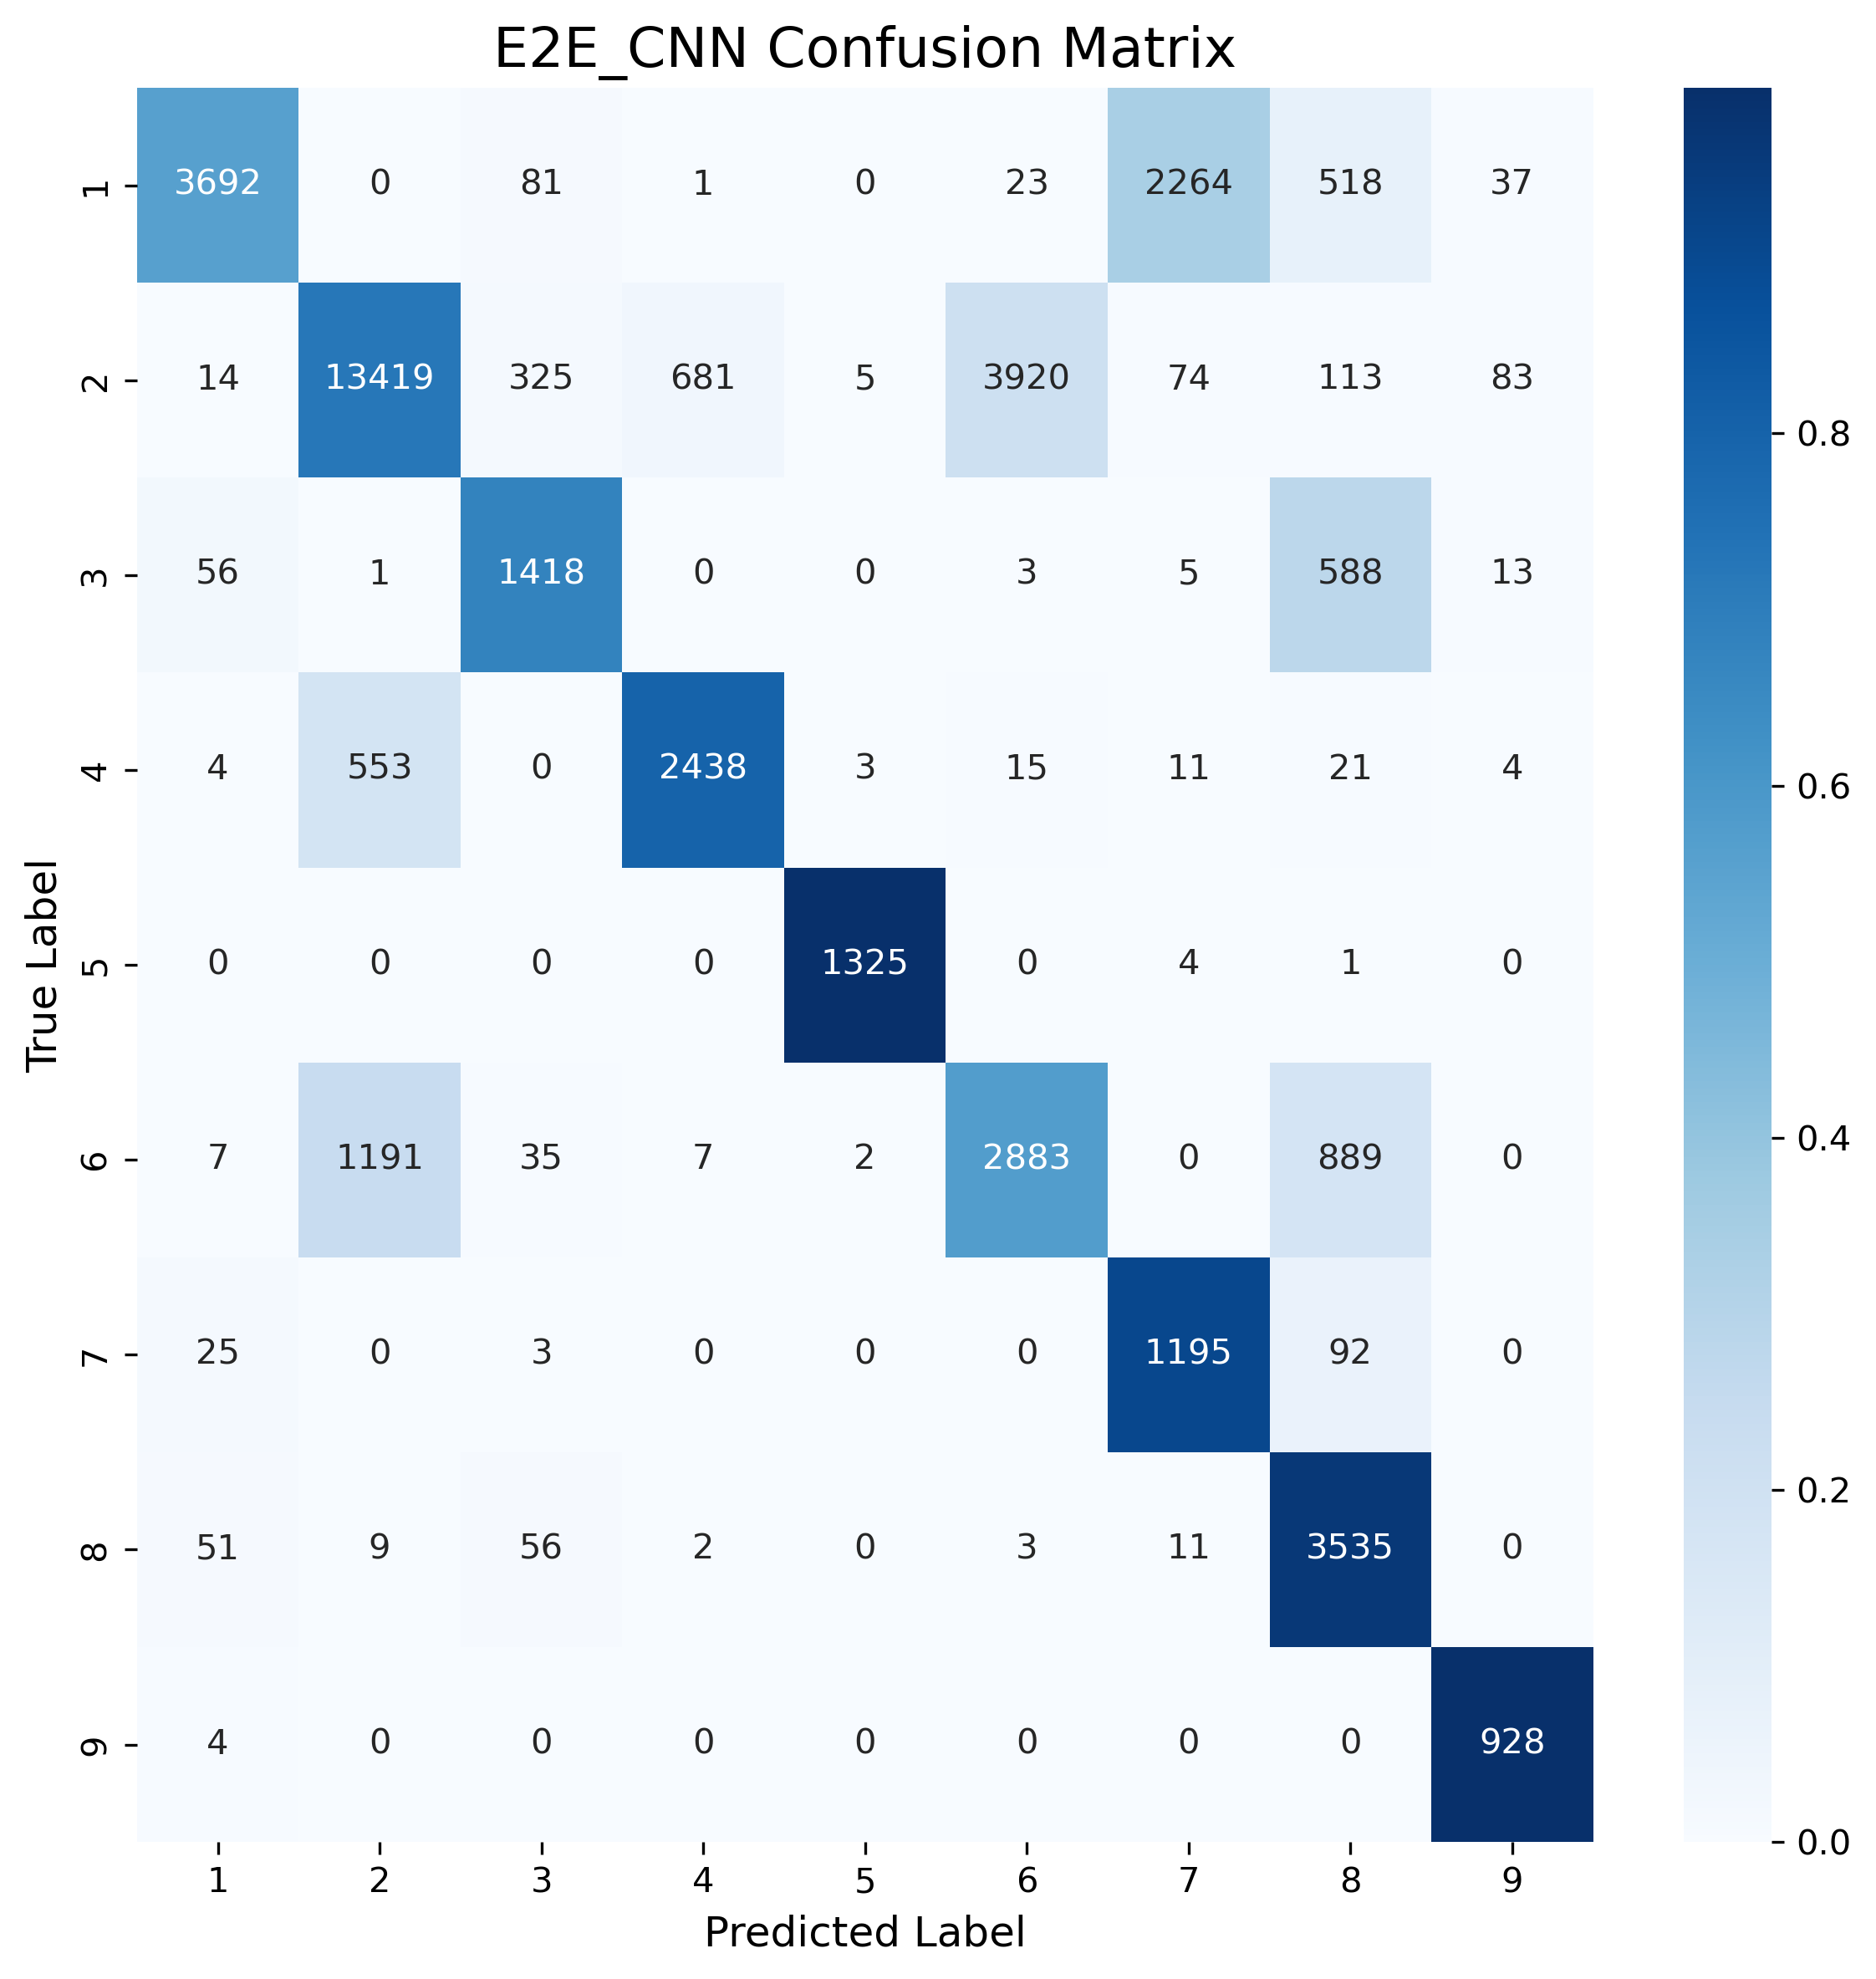 E2E_CNN Confusion Matrix
1 3692 0 81 1 0 23 2264 518 37
2 14 13419 325 681 5 3920 74 113 83
0.8
3 56 1 1418 0 0 3 5 588 13
0.6
4 4 553 0 2438 3 15 11 21 4
True Label
5 0 0 0 0 1325 0 4 1 0
0.4
6 7 1191 35 7 2 2883 0 889 0
7 25 0 3 0 0 0 1195 92 0
0.2
8 51 9 56 2 0 3 11 3535 0
9 4 0 0 0 0 0 0 0 928
0.0
1 2 3 4 5 6 7 8 9
Predicted Label